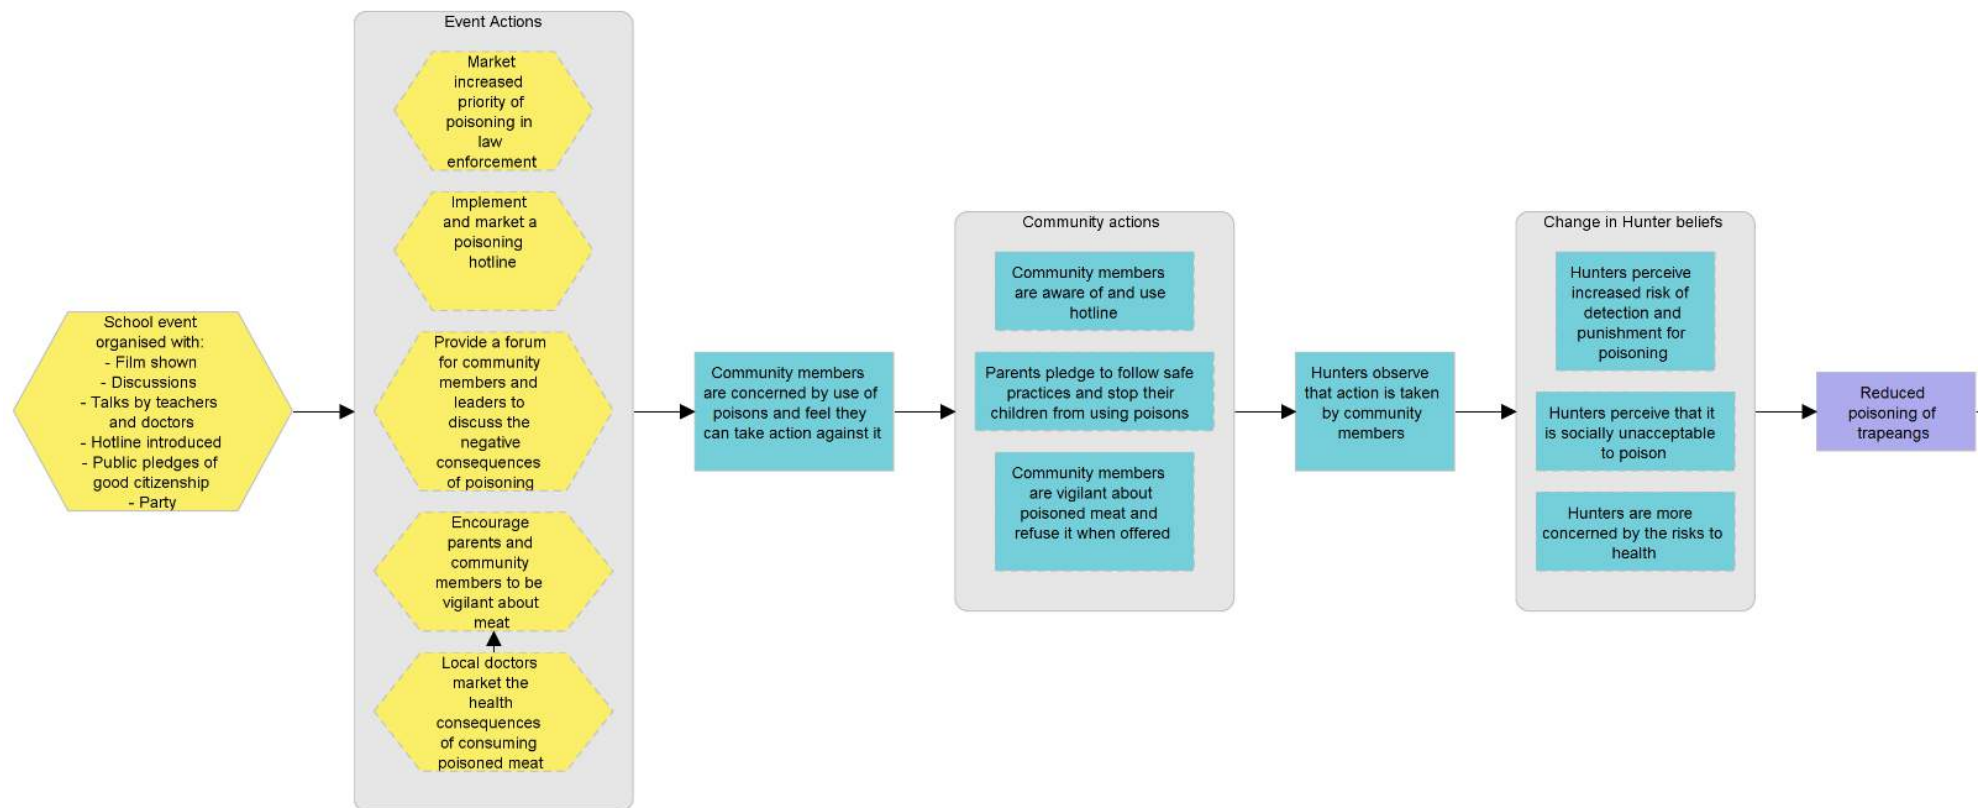 Event Actions
Market
increased
priority of
poisoning in
law
enforcement
Implement
and market a
poisoning
hotline
School event
organised with:
- Film shown
- Discussions
- Talks by teachers
and doctors
- Hotline introduced
- Public pledges of
good citizenship
- Party
Provide a forum
for community
members and
leaders to
discuss the
negative
consequences
of poisoning
Encourage
parents and
community
members to be
vigilant about
meat
Local doctors
market the
health
consequences
of consuming
poisoned meat
Community members
are concerned by use of
poisons and feel they
can take action against it
Community actions
Community members
are aware of and use
hotline
Parents pledge to follow safe
practices and stop their
children from using poisons
Community members
are vigilant about
poisoned meat and
refuse it when offered
Hunters observe
that action is taken
by community
members
Change in Hunter beliefs
Hunters perceive
increased risk of
detection and
punishment for
poisoning
Hunters perceive that it
is socially unacceptable
to poison
Hunters are more
concerned by the risks to
health
Reduced
poisoning of
trapeangs